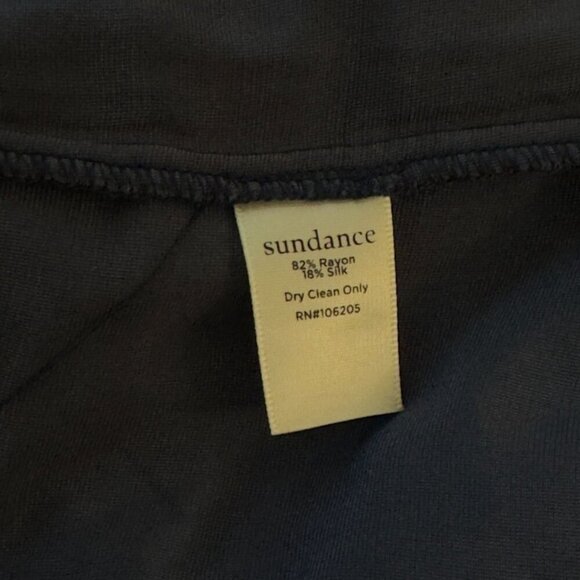 sundance
82% Rayon
18% Silk
Dry Clean Only
RN#106205